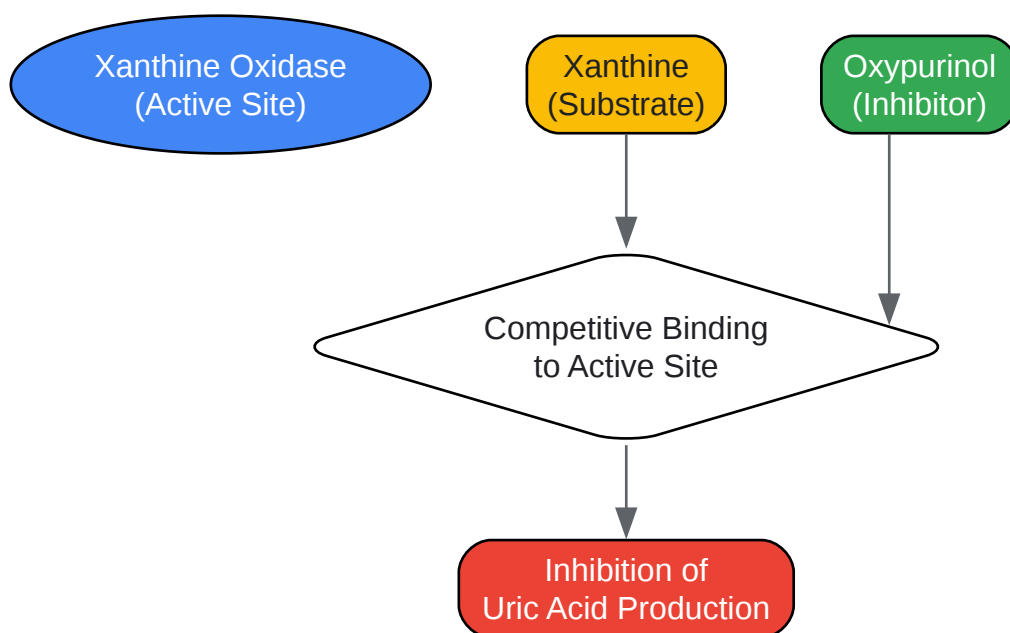 Xanthine Oxidase
(Active Site)
Xanthine
(Substrate)
Oxypurinol
(Inhibitor)
Competitive Binding
to Active Site
Inhibition of
Uric Acid Production